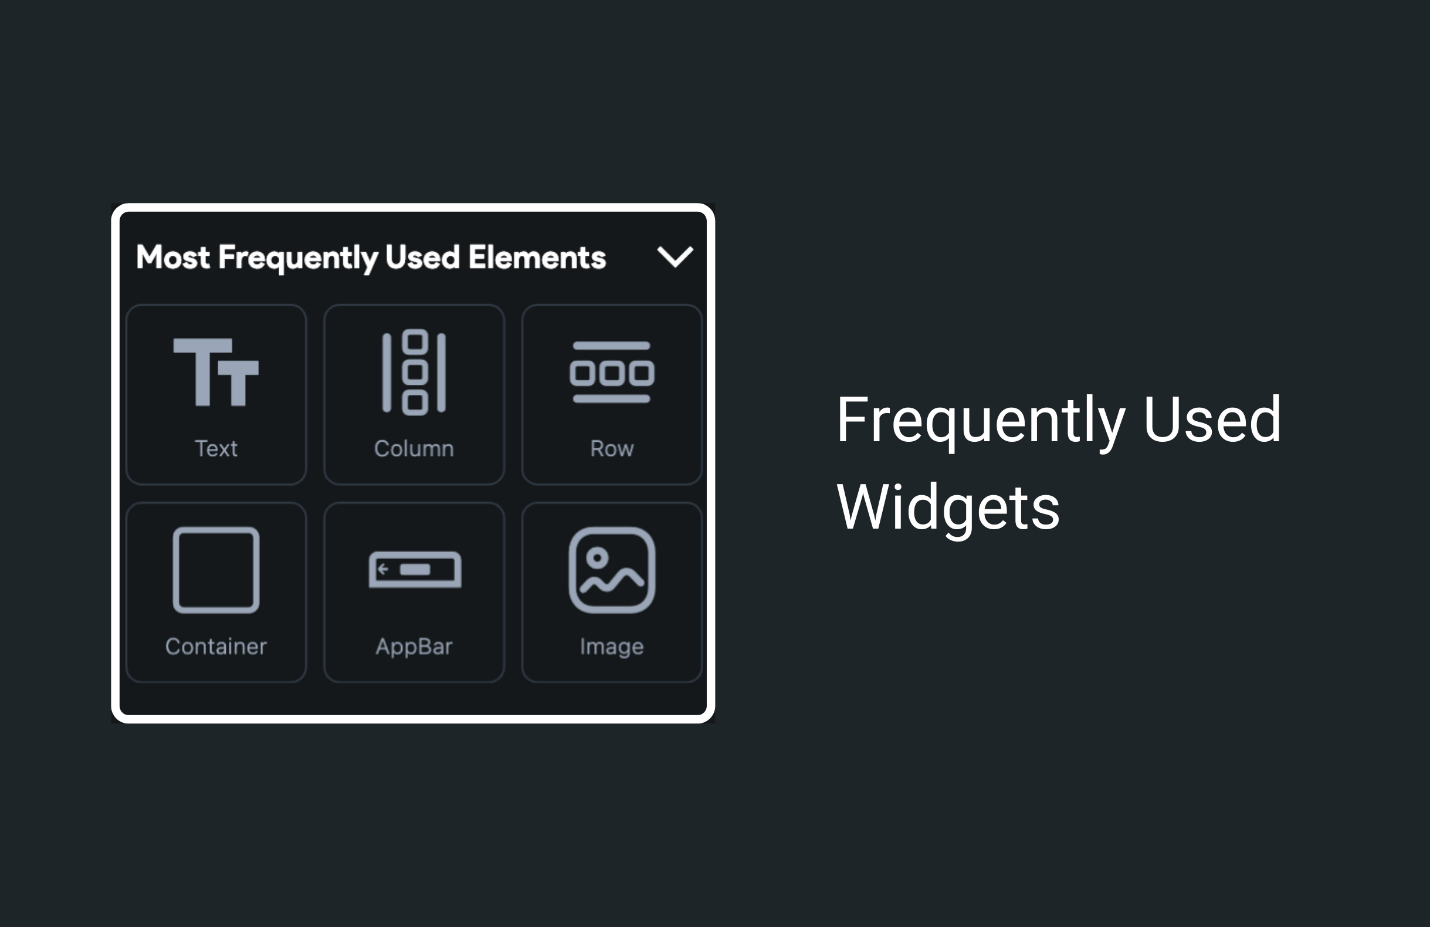 Most Frequently Used Elements
Text
Column
Row
Container
AppBar
Image
Frequently Used
Widgets